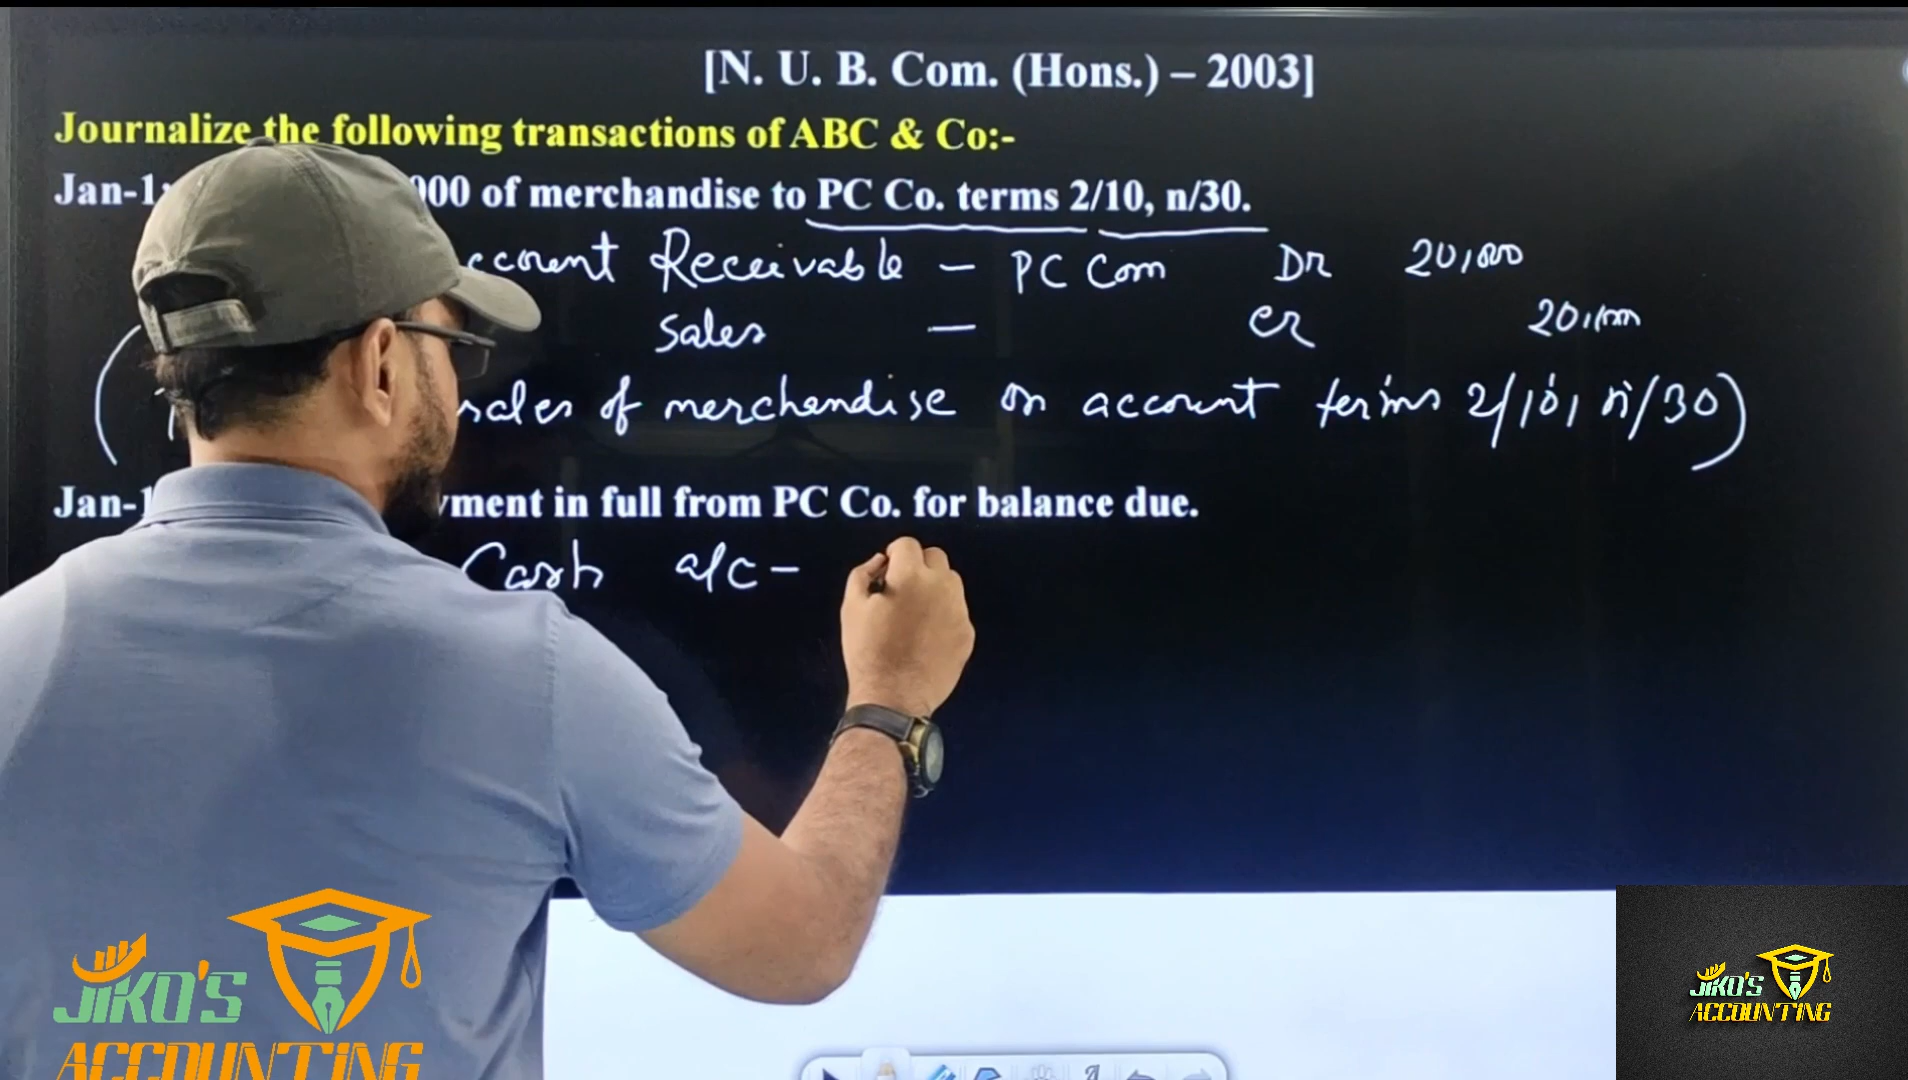 [N. U. B. Com. (Hons.) – 2003]
Journalize the following transactions of ABC & Co:-
Jan-1: 000 of merchandise to PC Co. terms 2/10, n/30.
ccount Receivable – PC Com Dr 20,000
Sales – Cr 20,000
sales of merchandise on account terms 2/10, n/30)
Jan-1 yment in full from PC Co. for balance due.
Cash a/c –
JIKO'S
ACCOUNTING
JIKO'S
ACCOUNTING